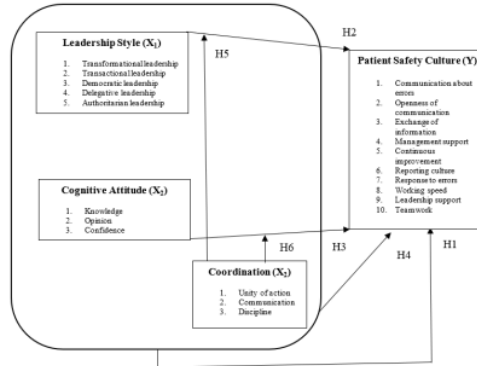 Leadership Style (X1)
1. Transformational leadership
2. Transactional leadership
3. Democratic leadership
4. Delegative leadership
5. Authoritarian leadership
H5
H2
Patient Safety Culture (Y)
1. Communication about
errors
2. Openness of
communication
3. Exchange of
information
4. Management support
5. Continuous
improvement
6. Reporting culture
7. Response to errors
8. Working speed
9. Leadership support
10. Teamwork
Cognitive Attitude (X2)
1. Knowledge
2. Opinion
3. Confidence
H6
H3
H4
H1
Coordination (X2)
1. Unity of action
2. Communication
3. Discipline